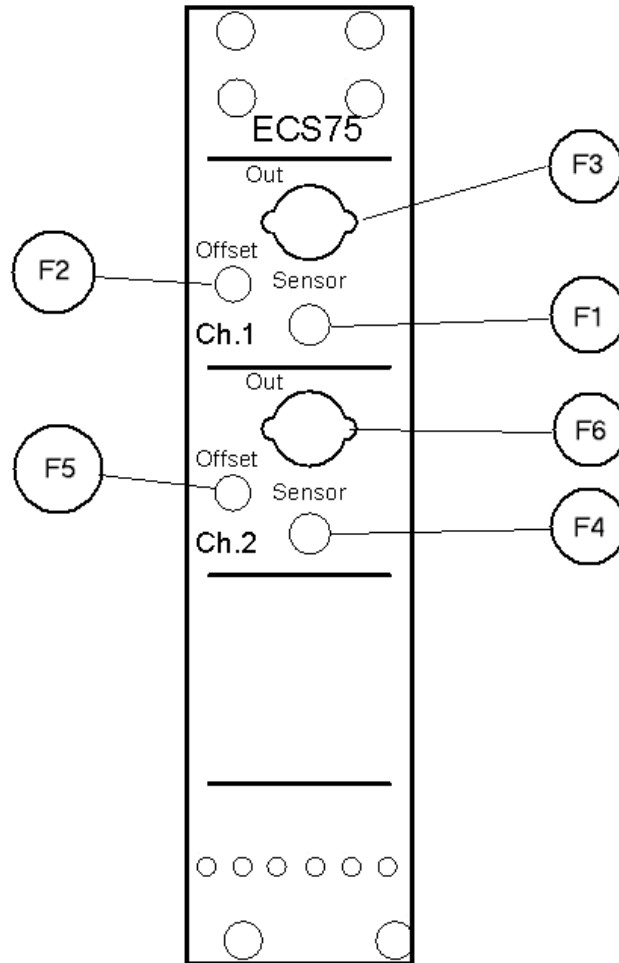 ECS75
Out
F3
Offset
F2
Sensor
F1
Ch.1
Out
F6
Offset
F5
Sensor
F4
Ch.2